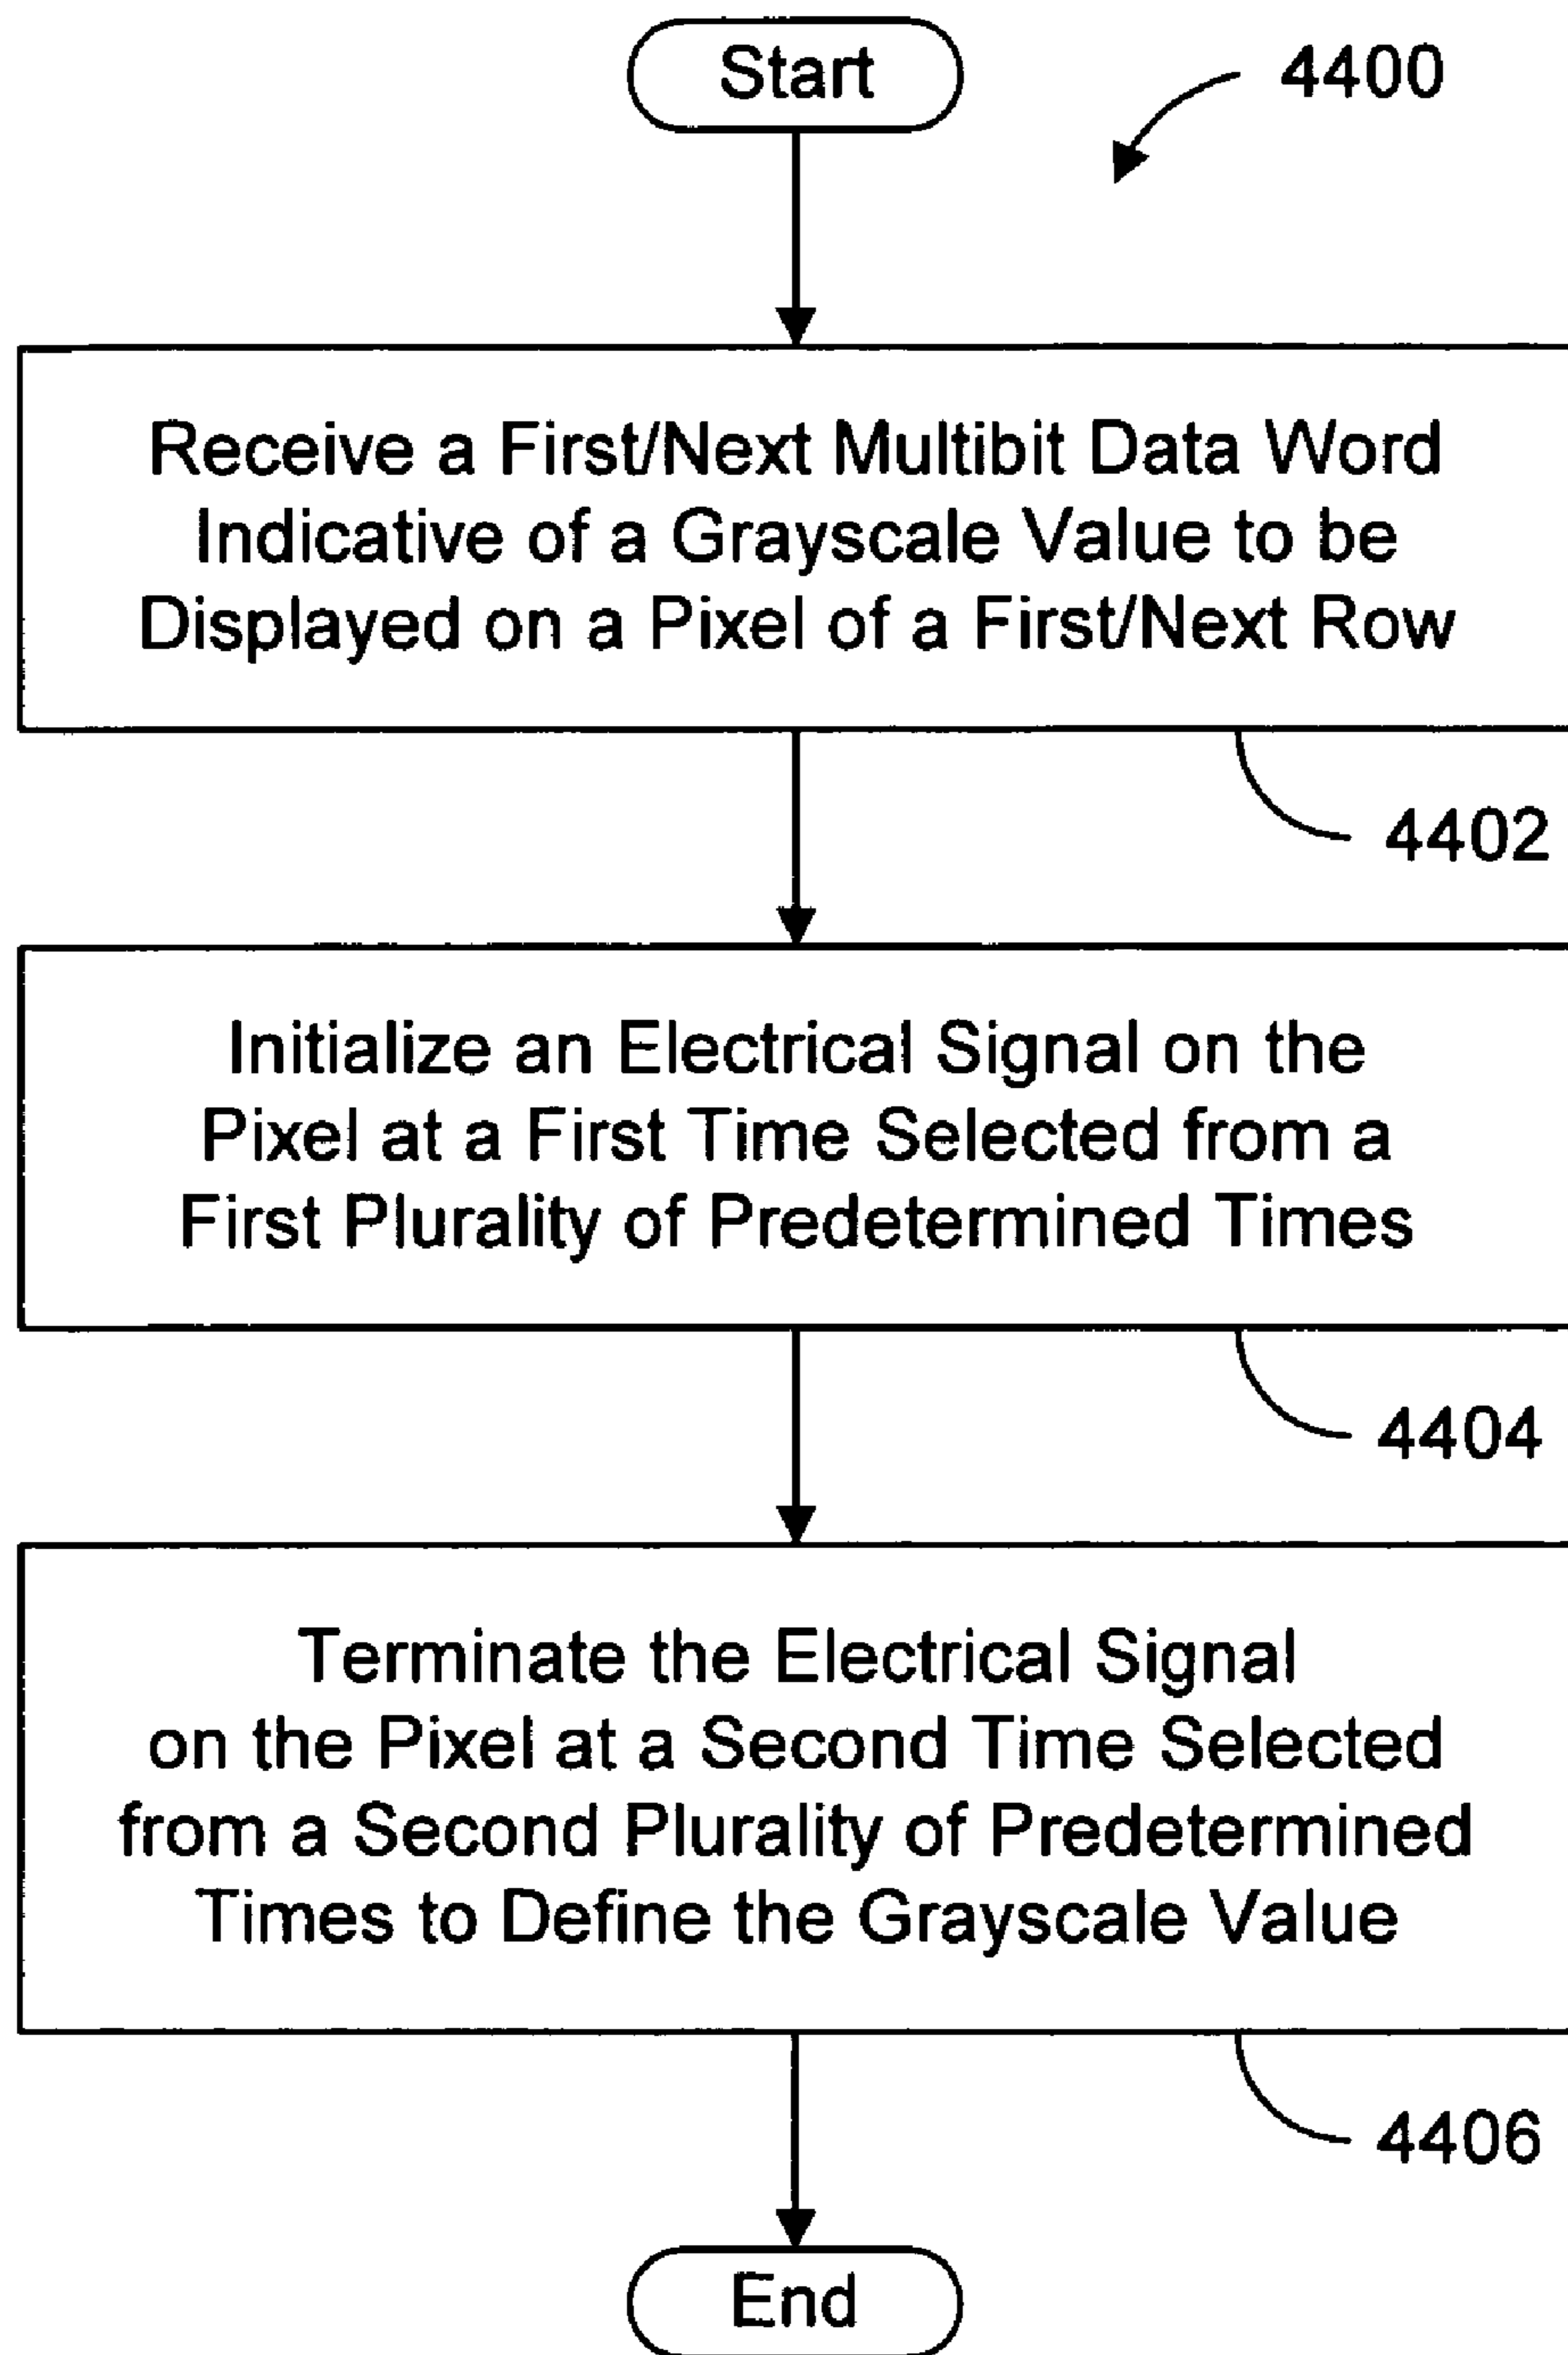 Start
4400
Receive a First/Next Multibit Data Word
Indicative of a Grayscale Value to be
Displayed on a Pixel of a First/Next Row
4402
Initialize an Electrical Signal on the
Pixel at a First Time Selected from a
First Plurality of Predetermined Times
4404
Terminate the Electrical Signal
on the Pixel at a Second Time Selected
from a Second Plurality of Predetermined
Times to Define the Grayscale Value
4406
End